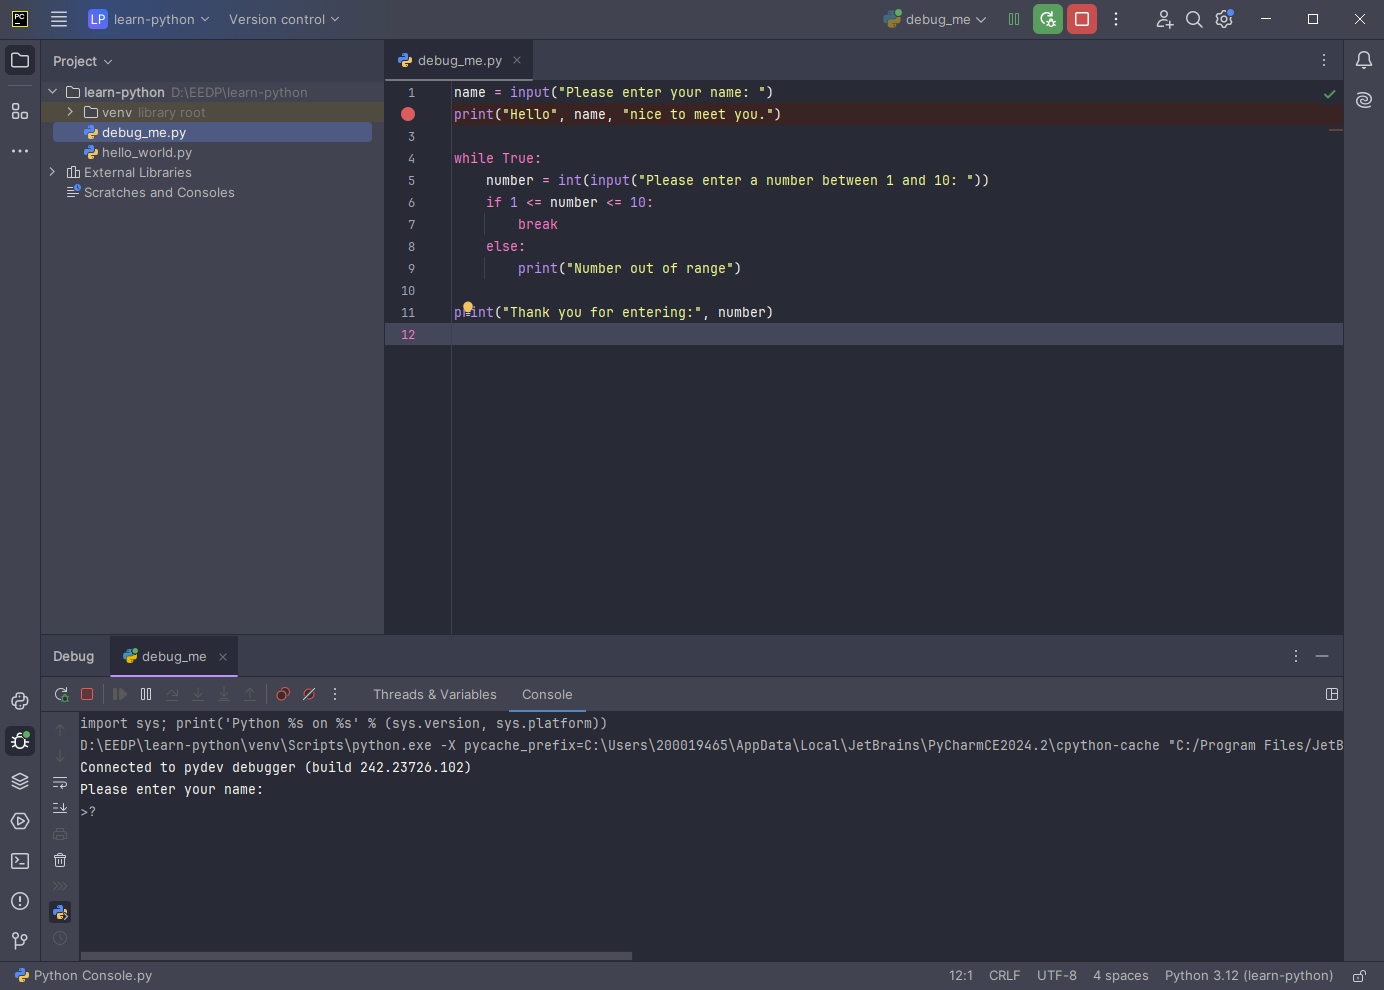 PC LP learn-python Version control debug_me
Project debug_me.py
learn-python D:\EEDP\learn-python
venv library root
debug_me.py
hello_world.py
External Libraries
Scratches and Consoles
1 name = input("Please enter your name: ")
print("Hello", name, "nice to meet you.")
3
4 while True:
5 number = int(input("Please enter a number between 1 and 10: "))
6 if 1 <= number <= 10:
7 break
8 else:
9 print("Number out of range")
10
11 print("Thank you for entering:", number)
12
Debug debug_me
Threads & Variables Console
import sys; print('Python %s on %s' % (sys.version, sys.platform))
D:\EEDP\learn-python\venv\Scripts\python.exe -X pycache_prefix=C:\Users\200019465\AppData\Local\JetBrains\PyCharmCE2024.2\cpython-cache "C:/Program Files/JetB
Connected to pydev debugger (build 242.23726.102)
Please enter your name:
>?
Python Console.py 12:1 CRLF UTF-8 4 spaces Python 3.12 (learn-python)